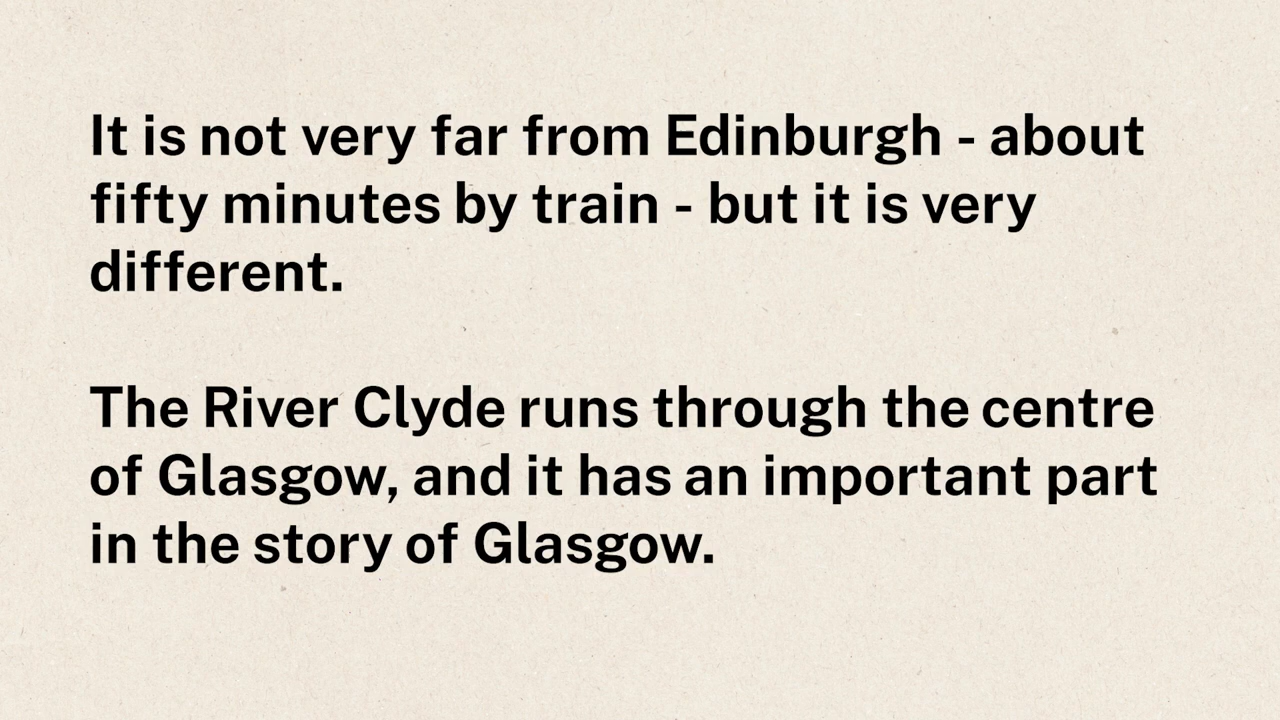 It is not very far from Edinburgh - about
fifty minutes by train - but it is very
different.
The River Clyde runs through the centre
of Glasgow, and it has an important part
in the story of Glasgow.